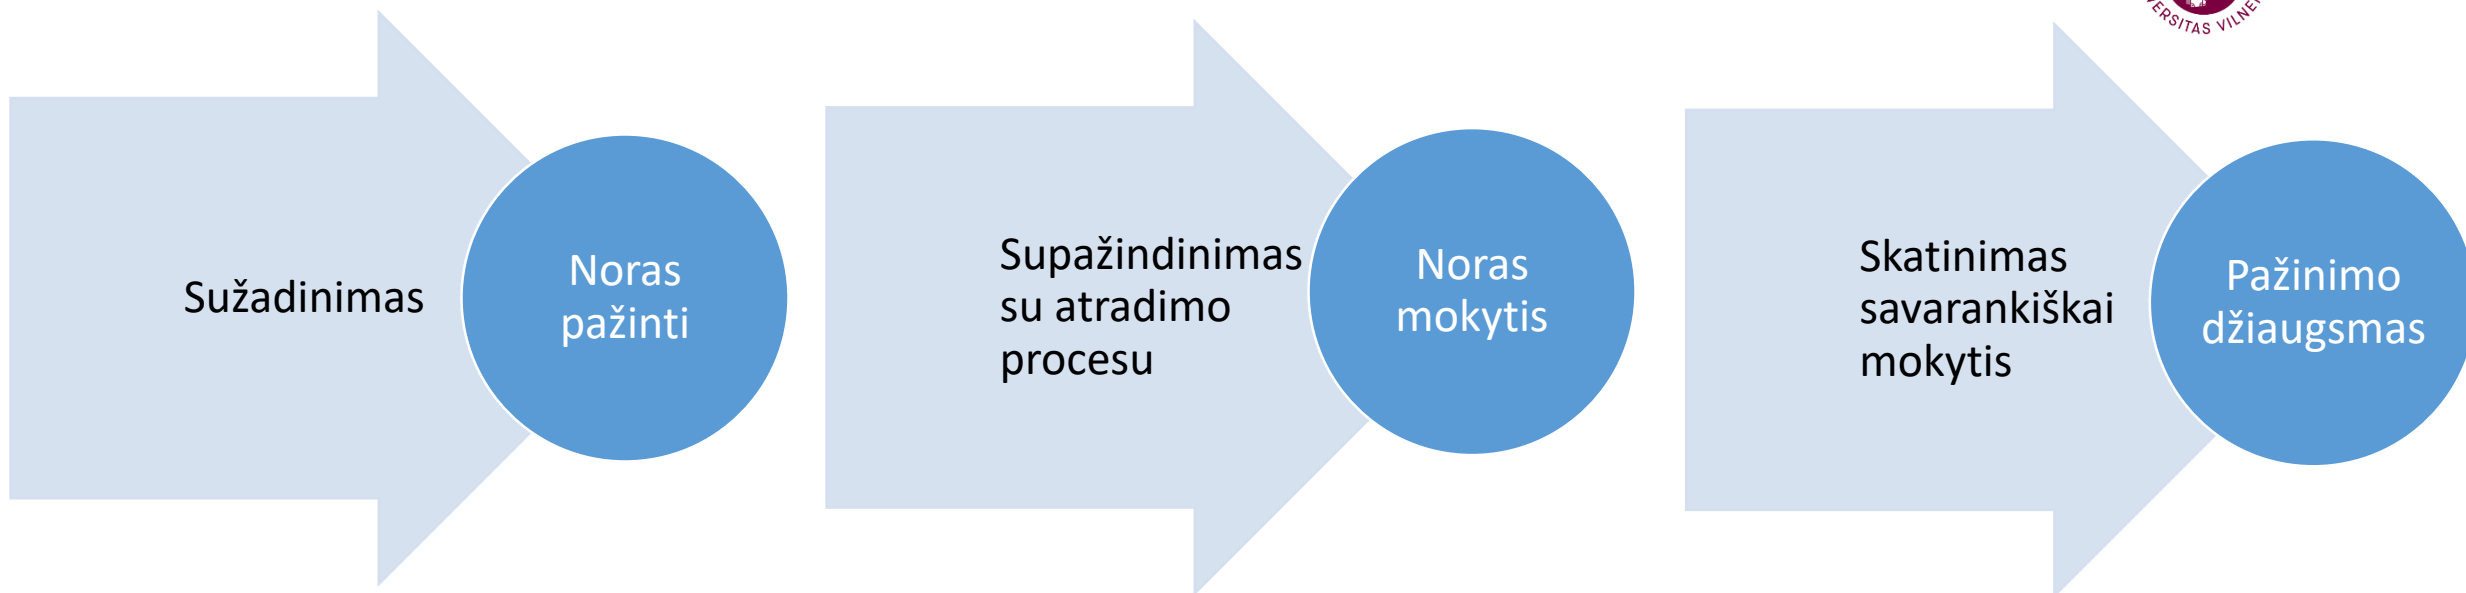 Sužadinimas
Noras
pažinti
Supažindinimas
su atradimo
procesu
Noras
mokytis
Skatinimas
savarankiškai
mokytis
Pažinimo
džiaugsmas